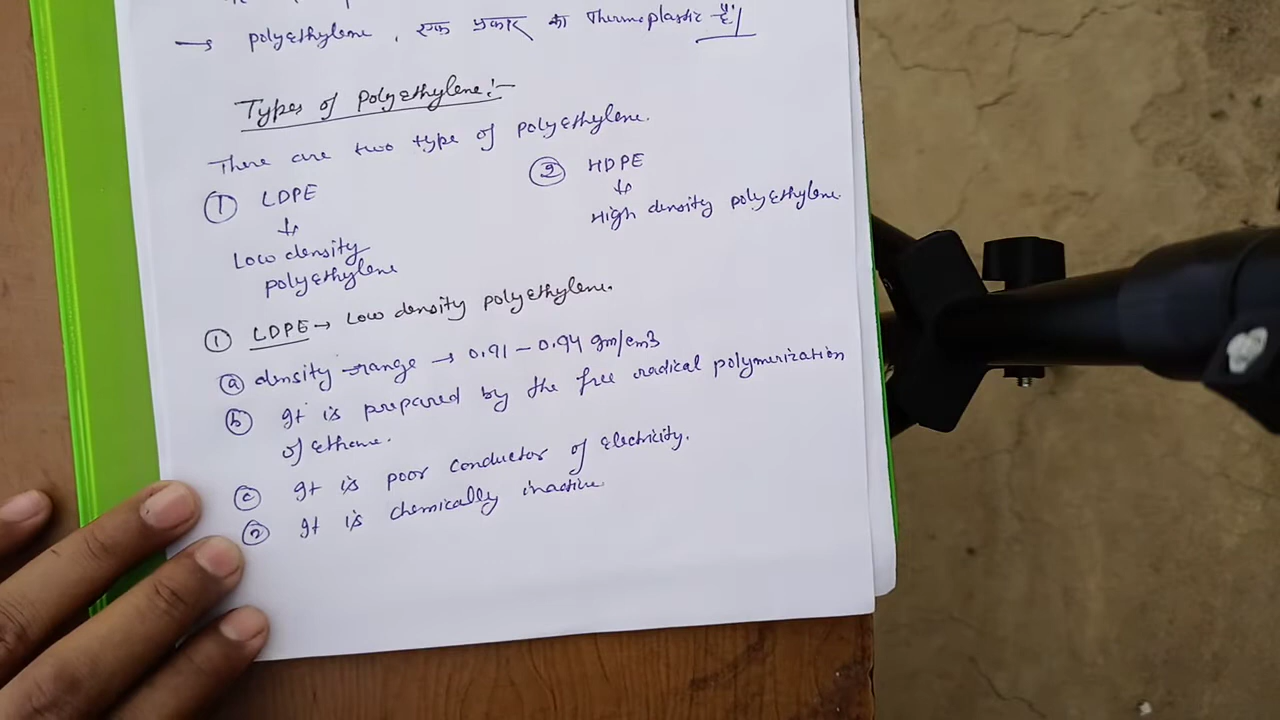 → polyethylene, एक प्रकार का Thermoplastic है।
Types of polyethylene:-
There are two type of polyethylene.
① LDPE
↓
Low density
polyethylene
② HDPE
↓
High density polyethylene.
① LDPE → Low density polyethylene.
ⓐ density range → 0.91 - 0.94 gm/cm3
ⓑ It is prepared by the free radical polymerization
of ethene.
ⓒ It is poor conductor of electricity.
ⓓ It is chemically inactive.